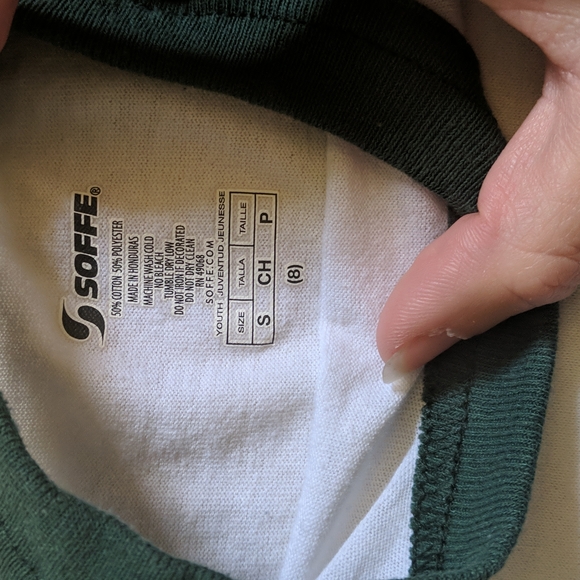 SOFFE®
50% COTTON 50% POLYESTER
MADE IN HONDURAS
MACHINE WASH COLD
NO BLEACH
TUMBLE DRY LOW
DO NOT IRON IF DECORATED
DO NOT DRY CLEAN
RN 49068
SOFFE.COM
YOUTH JUVENTUD JEUNESSE
SIZE TALLA TAILLE
S CH P
(8)